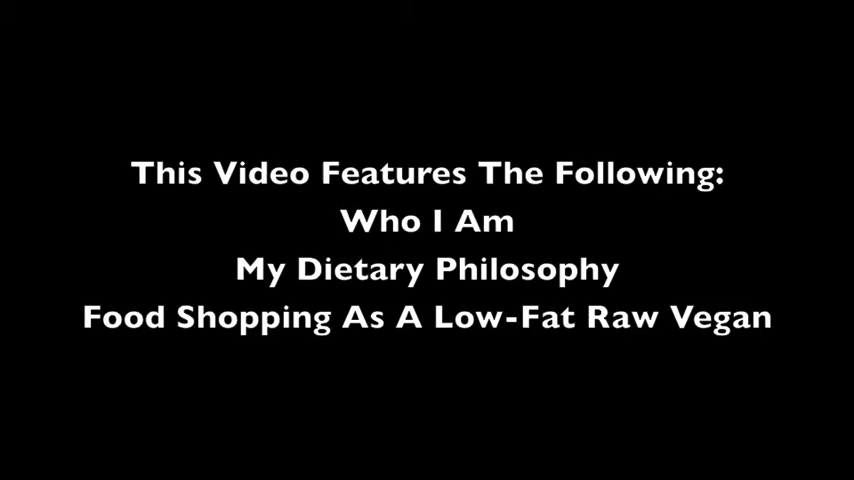 This Video Features The Following:
Who I Am
My Dietary Philosophy
Food Shopping As A Low-Fat Raw Vegan